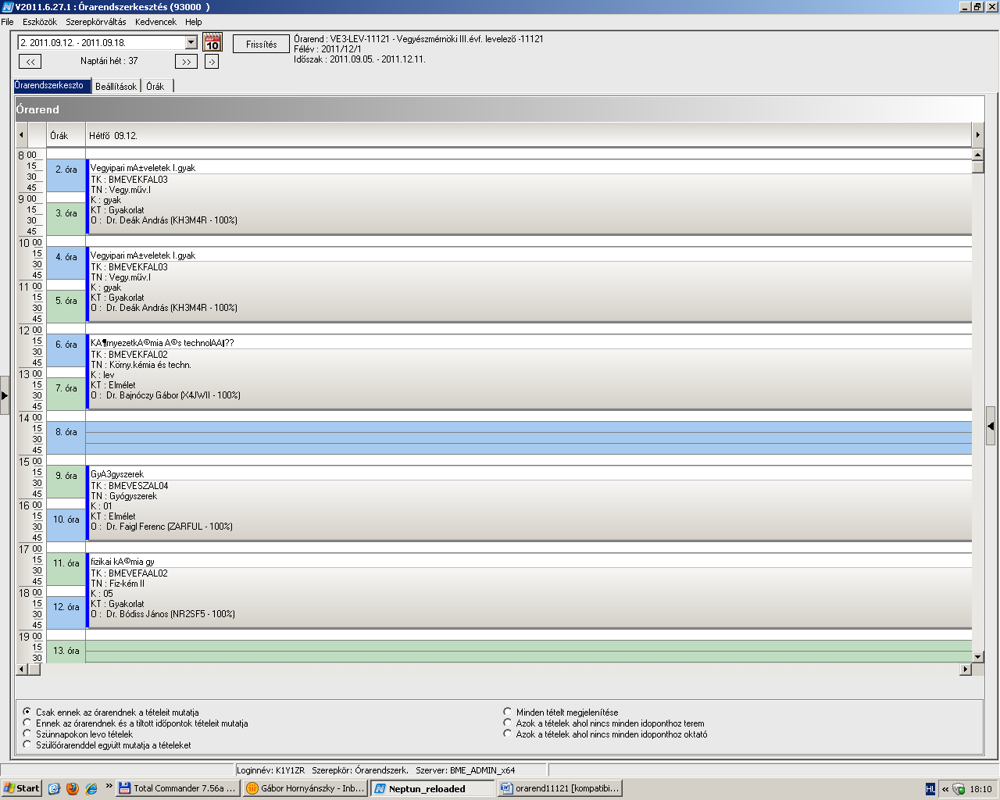 V2011.6.27.1 : Órarendszerkesztés (93000 )
File Eszközök Szerepkörváltás Kedvencek Help
2. 2011.09.12. - 2011.09.18.
10
Frissítés
Órarend : VE3-LEV-11121 - Vegyészmérnöki III.évf. levelező -11121
Félév : 2011/12/1
Időszak : 2011.09.05. - 2011.12.11.
<< Naptári hét : 37 >> ->
Órarendszerkeszto Beállítások Órák
Órarend
Órák Hétfő 09.12.
8 00
15
30
45
2. óra
Vegyipari mA±veletek I.gyak
TK : BMEVEKFAL03
TN : Vegy.műv.I
K : gyak
KT : Gyakorlat
O : Dr. Deák András (KH3M4R - 100%)
9 00
15
30
45
3. óra
10 00
15
30
45
4. óra
Vegyipari mA±veletek I.gyak
TK : BMEVEKFAL03
TN : Vegy.műv.I
K : gyak
KT : Gyakorlat
O : Dr. Deák András (KH3M4R - 100%)
11 00
15
30
45
5. óra
12 00
15
30
45
6. óra
KA¶rnyezetkA©mia A©s technolAA|??
TK : BMEVEKFAL02
TN : Körny.kémia és techn.
K : lev
KT : Elmélet
O : Dr. Bajnóczy Gábor (X4JWII - 100%)
13 00
15
30
45
7. óra
14 00
15
30
45
8. óra
15 00
15
30
45
9. óra
GyA3gyszerek
TK : BMEVESZAL04
TN : Gyógyszerek
K : 01
KT : Elmélet
O : Dr. Faigl Ferenc (ZARFUL - 100%)
16 00
15
30
45
10. óra
17 00
15
30
45
11. óra
fizikai kA©mia gy
TK : BMEVEFAAL02
TN : Fiz-kém II
K : 05
KT : Gyakorlat
O : Dr. Bódiss János (NR2SF5 - 100%)
18 00
15
30
45
12. óra
19 00
15
30
13. óra
Csak ennek az órarendnek a tételeit mutatja
Ennek az órarendnek és a tiltott időpontok tételeit mutatja
Szünnapokon levo tételek
Szülőórarenddel együtt mutatja a tételeket
Minden tételt megjelenítése
Azok a tételek ahol nincs minden idoponthoz terem
Azok a tételek ahol nincs minden idoponthoz oktató
Loginnév: K1Y1ZR Szerepkör: Órarendszerk. Szerver: BME_ADMIN_x64
Start » Total Commander 7.56a ... Gábor Hornyánszky - Inb... Neptun_reloaded orarend11121 [kompatibi... HU « 18:10